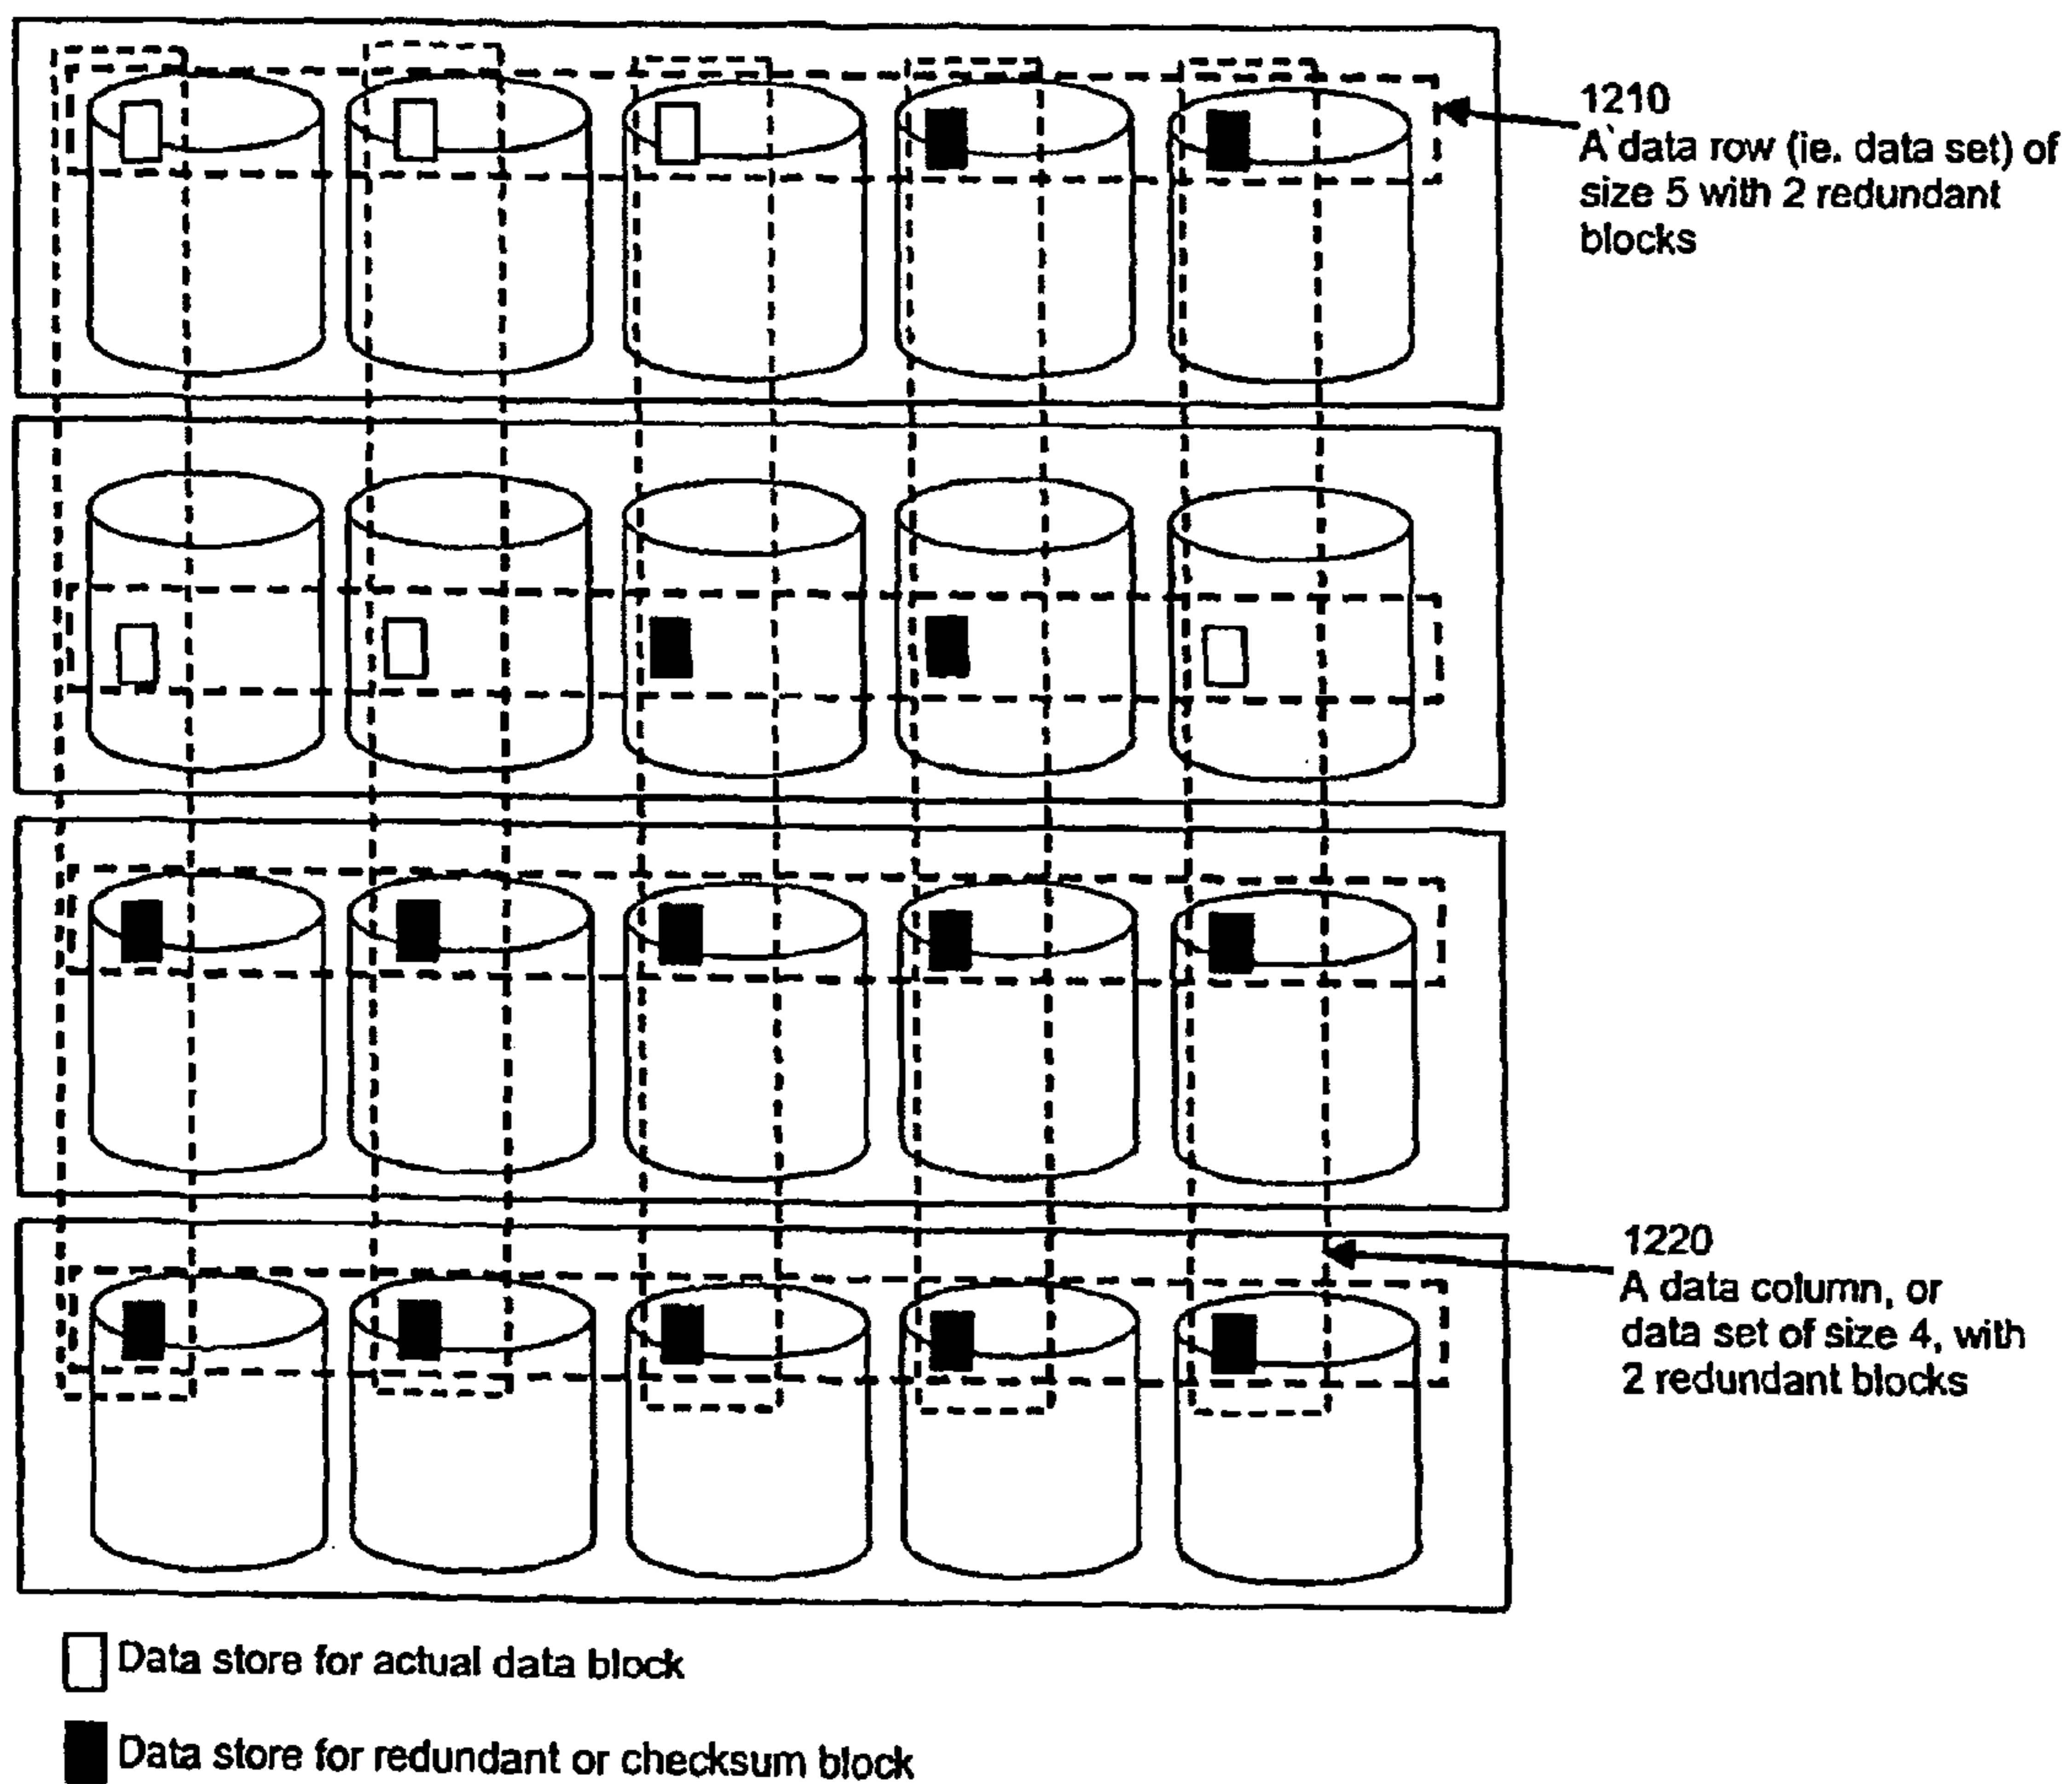 1210
A data row (ie. data set) of
size 5 with 2 redundant
blocks
1220
A data column, or
data set of size 4, with
2 redundant blocks
Data store for actual data block
Data store for redundant or checksum block